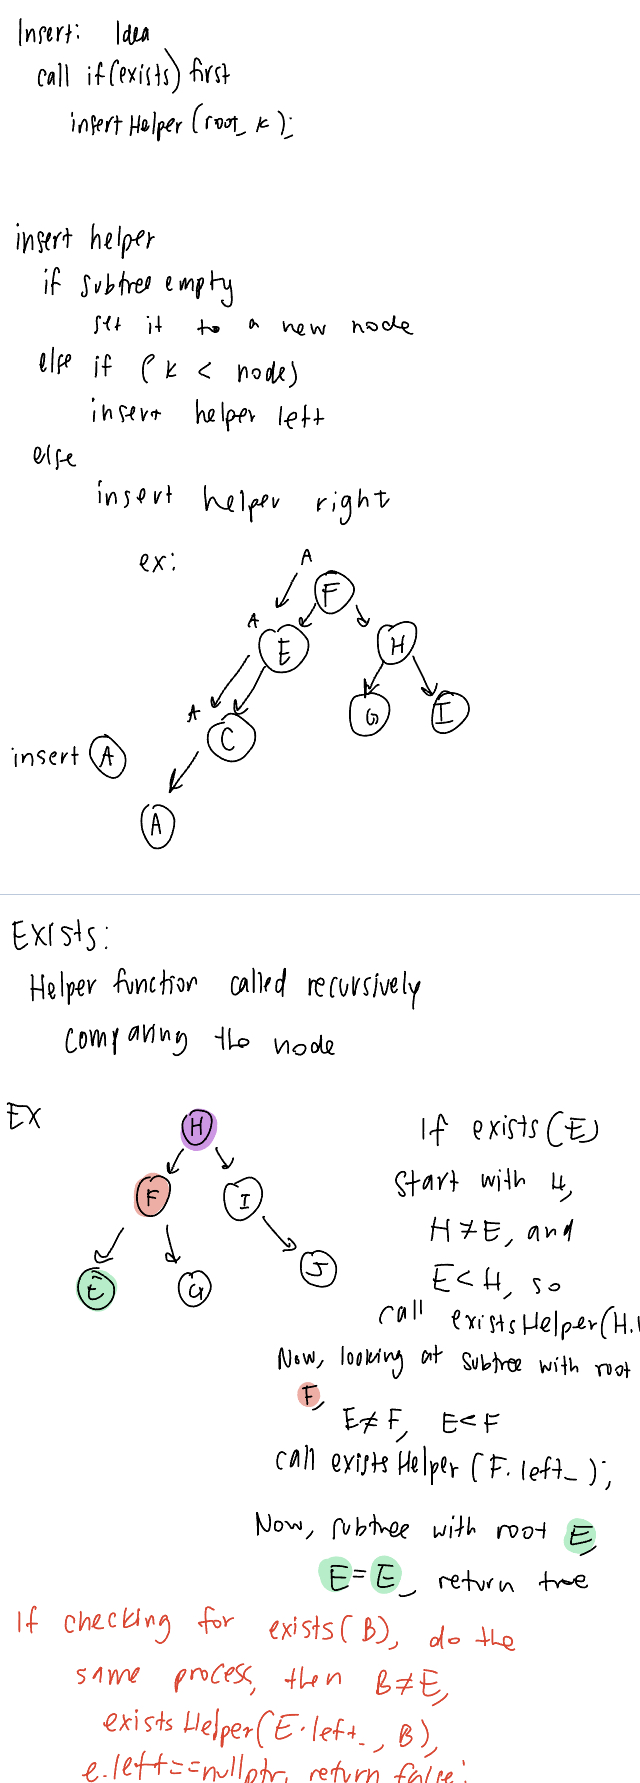 Insert: Idea
call if(exists) first
insertHelper(root_ k);
insert helper
if subtree empty
set it to a new node
else if (k < node)
insert helper left
else
insert helper right
ex:
A
F
A
E
H
A
C
G
I
insert A
A
Exists:
Helper function called recursively
comparing the node
EX
H
F
I
E
G
J
If exists(E)
start with H,
H≠E, and
E<H, so
call existsHelper(H.
Now, looking at subtree with root
F,
E≠F, E<F
call existsHelper(F.left_);
Now, subtree with root E,
E=E, return true
If checking for exists(B), do the
same process, then B≠E,
existsHelper(E.left_, B),
e.left==nullptr, return false;